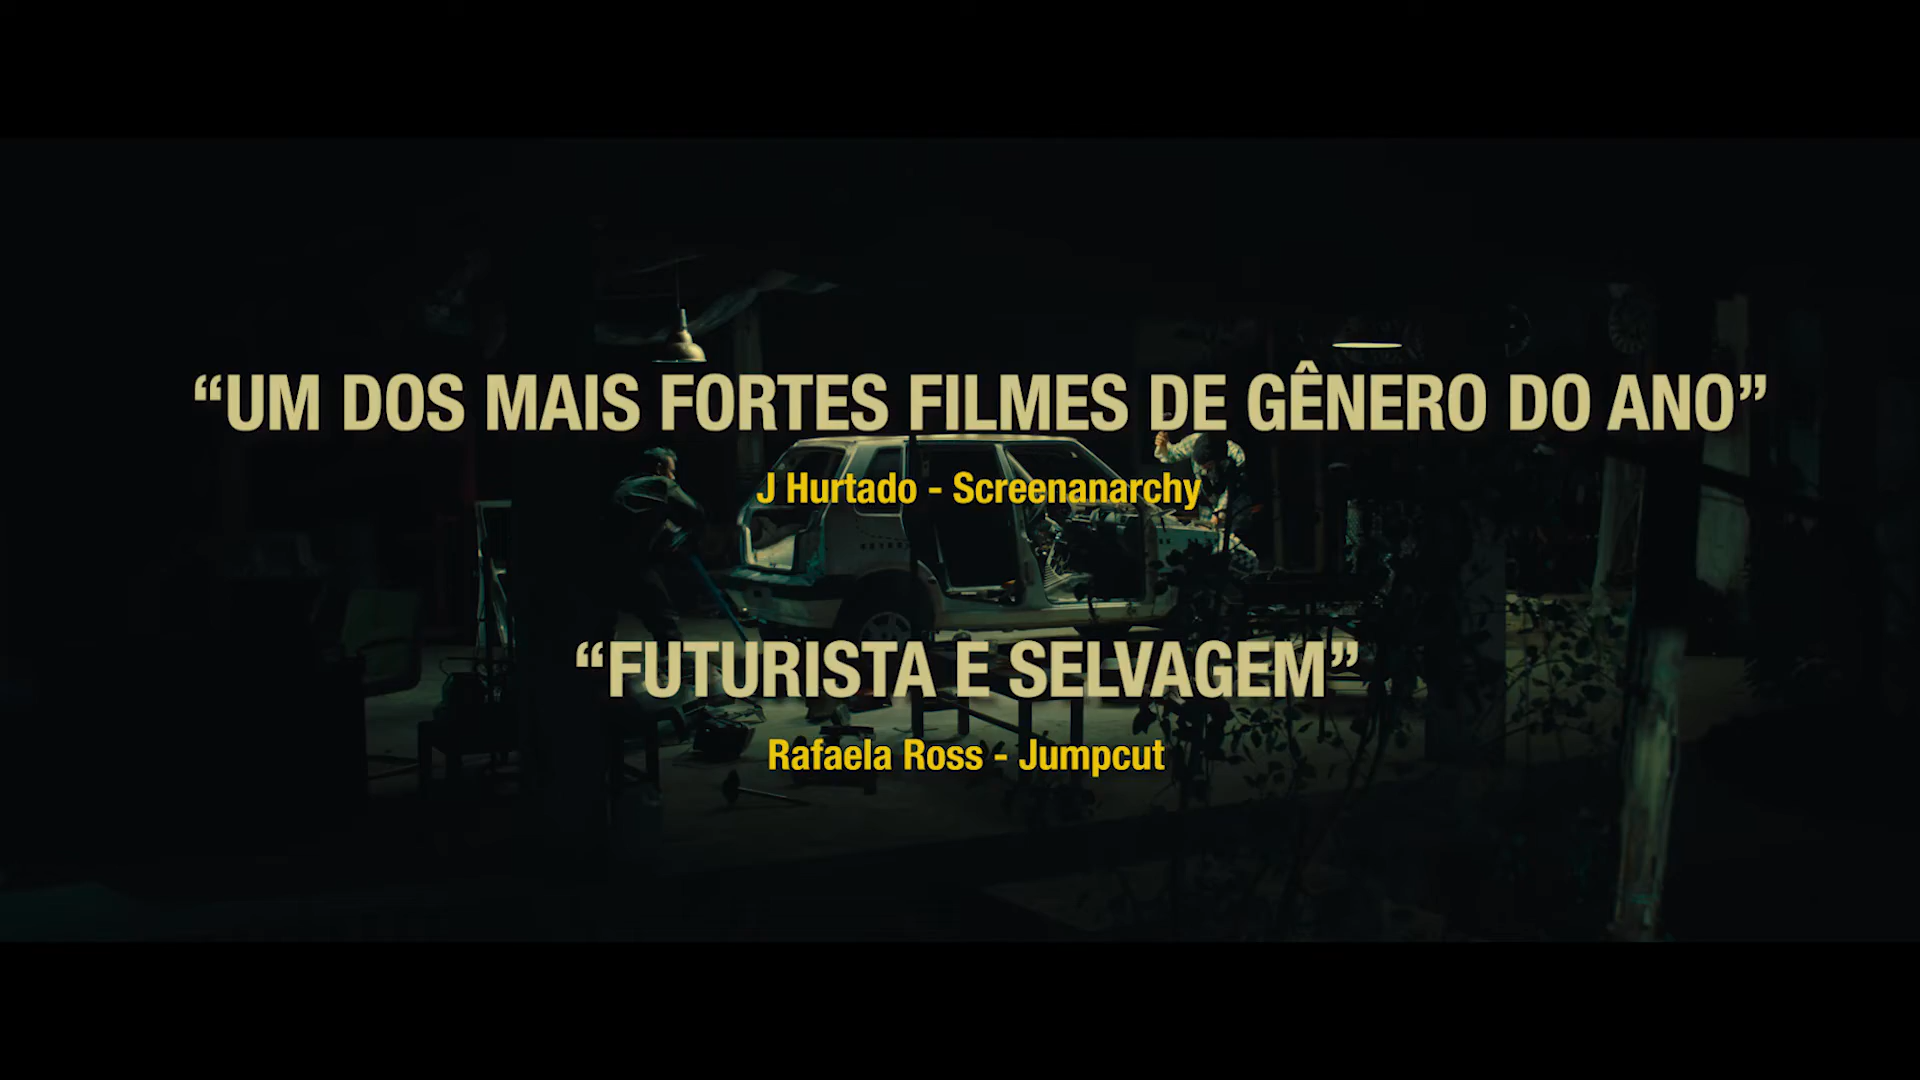 “UM DOS MAIS FORTES FILMES DE GÊNERO DO ANO”
J Hurtado - Screenanarchy
“FUTURISTA E SELVAGEM”
Rafaela Ross - Jumpcut